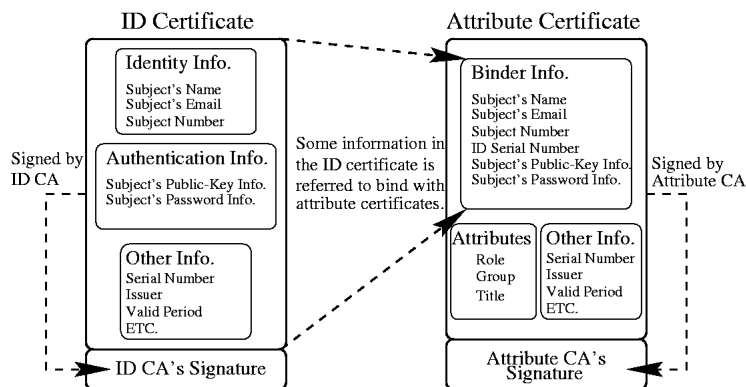 ID Certificate
Identity Info.
Subject's Name
Subject's Email
Subject Number
Authentication Info.
Subject's Public-Key Info.
Subject's Password Info.
Other Info.
Serial Number
Issuer
Valid Period
ETC.
ID CA's Signature
Signed by
ID CA
Some information in
the ID certificate is
referred to bind with
attribute certificates.
Attribute Certificate
Binder Info.
Subject's Name
Subject's Email
Subject Number
ID Serial Number
Subject's Public-Key Info.
Subject's Password Info.
Attributes
Role
Group
Title
Other Info.
Serial Number
Issuer
Valid Period
ETC.
Attribute CA's
Signature
Signed by
Attribute CA